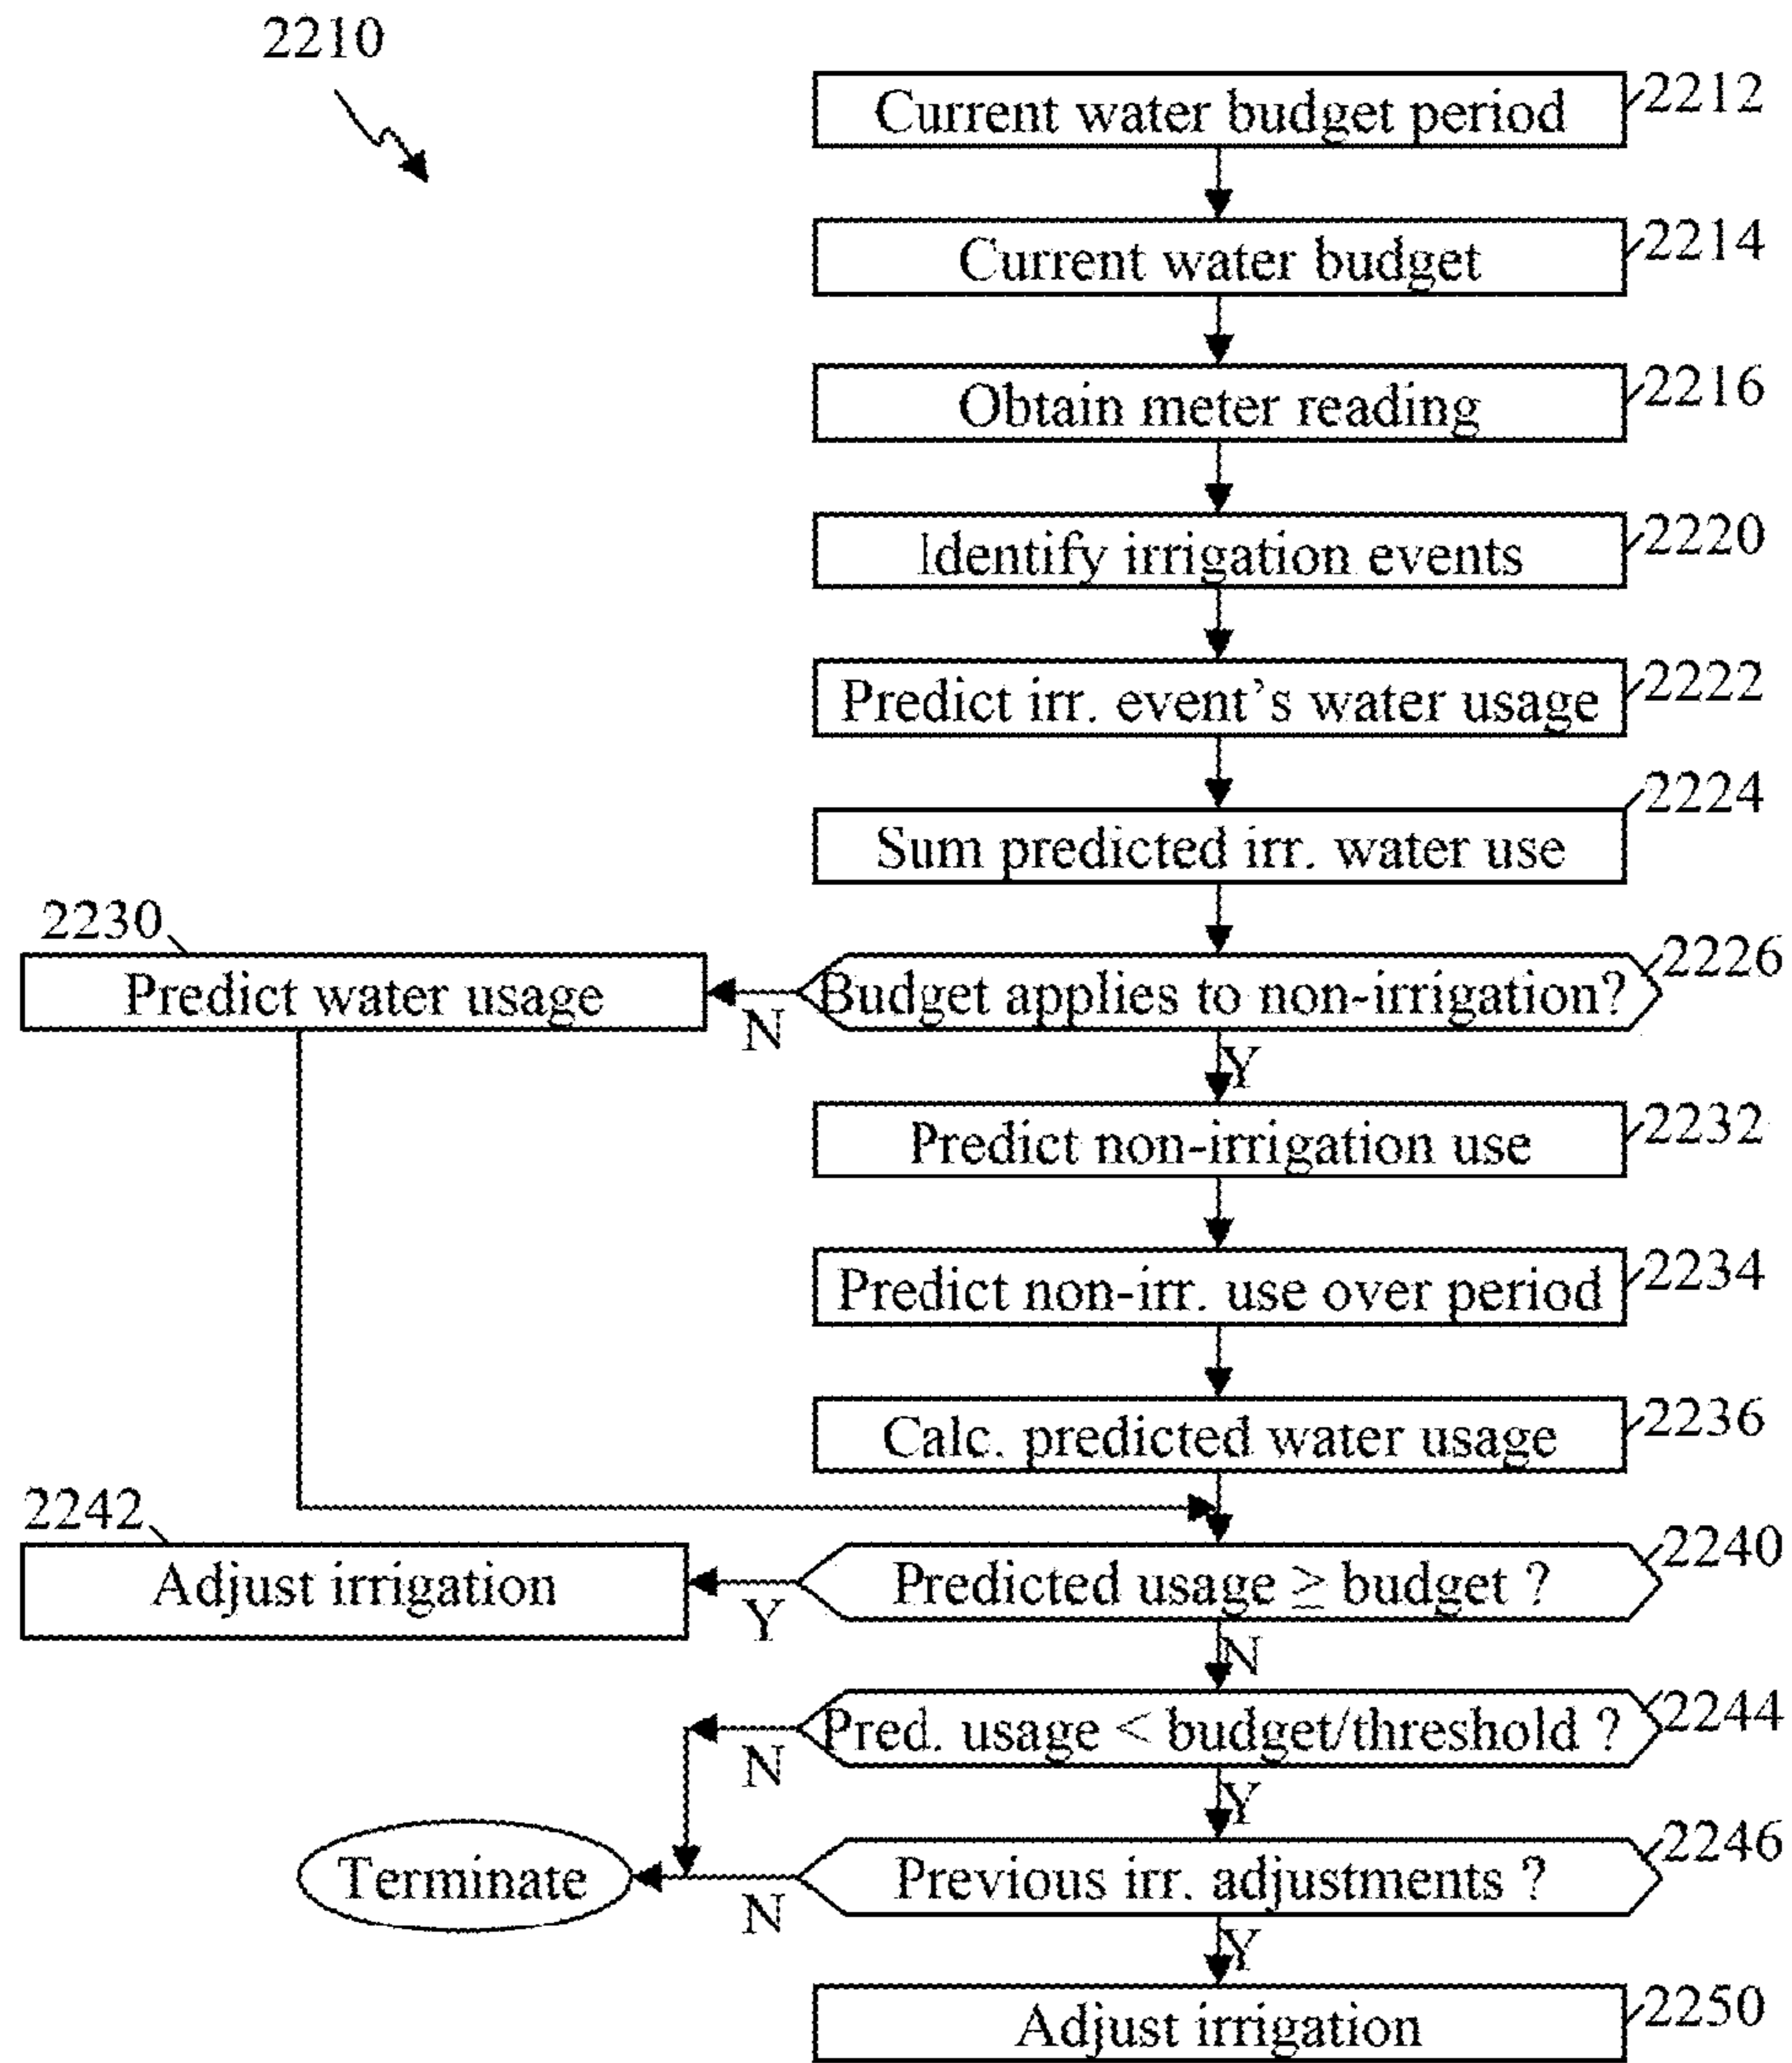 2210
Current water budget period
2212
Current water budget
2214
Obtain meter reading
2216
Identify irrigation events
2220
Predict irr. event's water usage
2222
Sum predicted irr. water use
2224
2230
Predict water usage
N
Budget applies to non-irrigation?
2226
Y
Predict non-irrigation use
2232
Predict non-irr. use over period
2234
Calc. predicted water usage
2236
2242
Adjust irrigation
Y
Predicted usage ≥ budget ?
2240
N
Pred. usage < budget/threshold ?
2244
N
Y
Terminate
N
Previous irr. adjustments ?
2246
Y
Adjust irrigation
2250